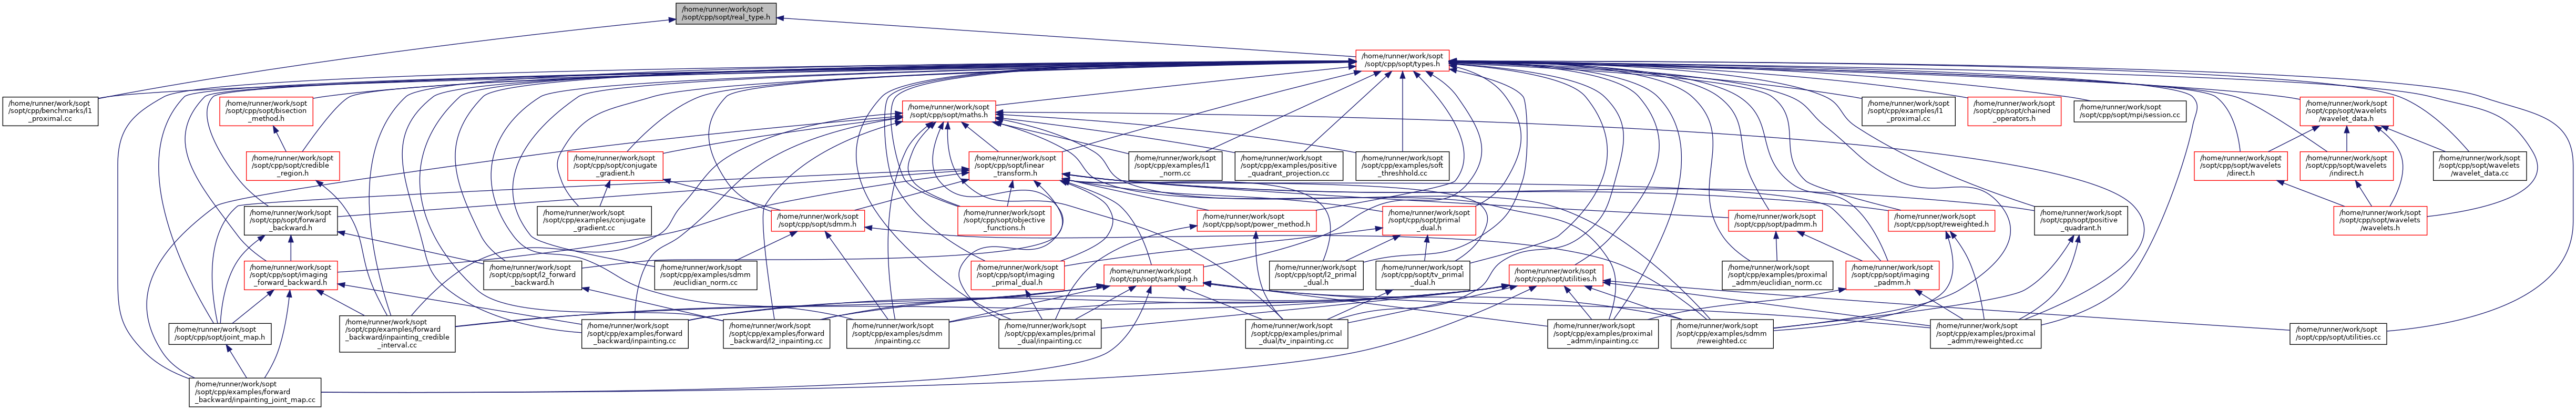 /home/runner/work/sopt
/sopt/cpp/sopt/real_type.h
/home/runner/work/sopt
/sopt/cpp/sopt/types.h
/home/runner/work/sopt
/sopt/cpp/benchmarks/l1
_proximal.cc
/home/runner/work/sopt
/sopt/cpp/sopt/bisection
_method.h
/home/runner/work/sopt
/sopt/cpp/sopt/maths.h
/home/runner/work/sopt
/sopt/cpp/examples/l1
_proximal.cc
/home/runner/work/sopt
/sopt/cpp/sopt/chained
_operators.h
/home/runner/work/sopt
/sopt/cpp/sopt/mpi/session.cc
/home/runner/work/sopt
/sopt/cpp/sopt/wavelets
/wavelet_data.h
/home/runner/work/sopt
/sopt/cpp/sopt/credible
_region.h
/home/runner/work/sopt
/sopt/cpp/sopt/conjugate
_gradient.h
/home/runner/work/sopt
/sopt/cpp/sopt/linear
_transform.h
/home/runner/work/sopt
/sopt/cpp/examples/l1
_norm.cc
/home/runner/work/sopt
/sopt/cpp/examples/positive
_quadrant_projection.cc
/home/runner/work/sopt
/sopt/cpp/examples/soft
_threshhold.cc
/home/runner/work/sopt
/sopt/cpp/sopt/wavelets
/direct.h
/home/runner/work/sopt
/sopt/cpp/sopt/wavelets
/indirect.h
/home/runner/work/sopt
/sopt/cpp/sopt/wavelets
/wavelet_data.cc
/home/runner/work/sopt
/sopt/cpp/sopt/forward
_backward.h
/home/runner/work/sopt
/sopt/cpp/examples/conjugate
_gradient.cc
/home/runner/work/sopt
/sopt/cpp/sopt/sdmm.h
/home/runner/work/sopt
/sopt/cpp/sopt/objective
_functions.h
/home/runner/work/sopt
/sopt/cpp/sopt/power_method.h
/home/runner/work/sopt
/sopt/cpp/sopt/primal
_dual.h
/home/runner/work/sopt
/sopt/cpp/sopt/padmm.h
/home/runner/work/sopt
/sopt/cpp/sopt/reweighted.h
/home/runner/work/sopt
/sopt/cpp/sopt/positive
_quadrant.h
/home/runner/work/sopt
/sopt/cpp/sopt/wavelets
/wavelets.h
/home/runner/work/sopt
/sopt/cpp/sopt/imaging
_forward_backward.h
/home/runner/work/sopt
/sopt/cpp/sopt/l2_forward
_backward.h
/home/runner/work/sopt
/sopt/cpp/examples/sdmm
/euclidian_norm.cc
/home/runner/work/sopt
/sopt/cpp/sopt/imaging
_primal_dual.h
/home/runner/work/sopt
/sopt/cpp/sopt/sampling.h
/home/runner/work/sopt
/sopt/cpp/sopt/l2_primal
_dual.h
/home/runner/work/sopt
/sopt/cpp/sopt/tv_primal
_dual.h
/home/runner/work/sopt
/sopt/cpp/sopt/utilities.h
/home/runner/work/sopt
/sopt/cpp/examples/proximal
_admm/euclidian_norm.cc
/home/runner/work/sopt
/sopt/cpp/sopt/imaging
_padmm.h
/home/runner/work/sopt
/sopt/cpp/sopt/joint_map.h
/home/runner/work/sopt
/sopt/cpp/examples/forward
_backward/inpainting_credible
_interval.cc
/home/runner/work/sopt
/sopt/cpp/examples/forward
_backward/inpainting.cc
/home/runner/work/sopt
/sopt/cpp/examples/forward
_backward/l2_inpainting.cc
/home/runner/work/sopt
/sopt/cpp/examples/sdmm
/inpainting.cc
/home/runner/work/sopt
/sopt/cpp/examples/primal
_dual/inpainting.cc
/home/runner/work/sopt
/sopt/cpp/examples/primal
_dual/tv_inpainting.cc
/home/runner/work/sopt
/sopt/cpp/examples/proximal
_admm/inpainting.cc
/home/runner/work/sopt
/sopt/cpp/examples/sdmm
/reweighted.cc
/home/runner/work/sopt
/sopt/cpp/examples/proximal
_admm/reweighted.cc
/home/runner/work/sopt
/sopt/cpp/sopt/utilities.cc
/home/runner/work/sopt
/sopt/cpp/examples/forward
_backward/inpainting_joint_map.cc